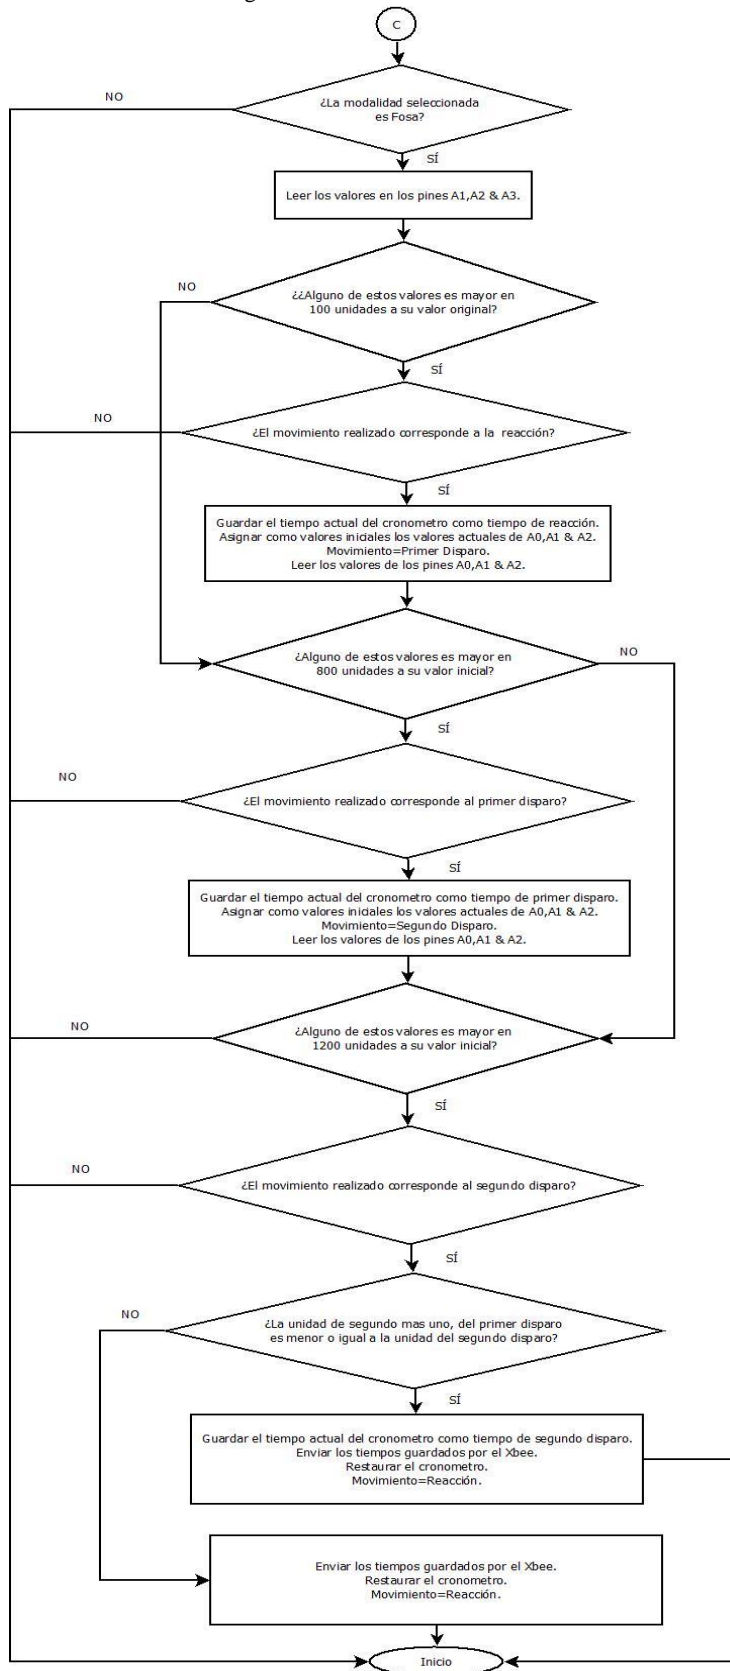 C
¿La modalidad seleccionada
es Fosa?
NO
SÍ
Leer los valores en los pines A1,A2 & A3.
¿¿Alguno de estos valores es mayor en
100 unidades a su valor original?
NO
SÍ
¿El movimiento realizado corresponde a la reacción?
NO
SÍ
Guardar el tiempo actual del cronometro como tiempo de reacción.
Asignar como valores iniciales los valores actuales de A0,A1 & A2.
Movimiento=Primer Disparo.
Leer los valores de los pines A0,A1 & A2.
¿Alguno de estos valores es mayor en
800 unidades a su valor inicial?
NO
SÍ
¿El movimiento realizado corresponde al primer disparo?
NO
SÍ
Guardar el tiempo actual del cronometro como tiempo de primer disparo.
Asignar como valores iniciales los valores actuales de A0,A1 & A2.
Movimiento=Segundo Disparo.
Leer los valores de los pines A0,A1 & A2.
¿Alguno de estos valores es mayor en
1200 unidades a su valor inicial?
NO
SÍ
¿El movimiento realizado corresponde al segundo disparo?
NO
SÍ
¿La unidad de segundo mas uno, del primer disparo
es menor o igual a la unidad del segundo disparo?
NO
SÍ
Guardar el tiempo actual del cronometro como tiempo de segundo disparo.
Enviar los tiempos guardados por el Xbee.
Restaurar el cronometro.
Movimiento=Reacción.
Enviar los tiempos guardados por el Xbee.
Restaurar el cronometro.
Movimiento=Reacción.
Inicio